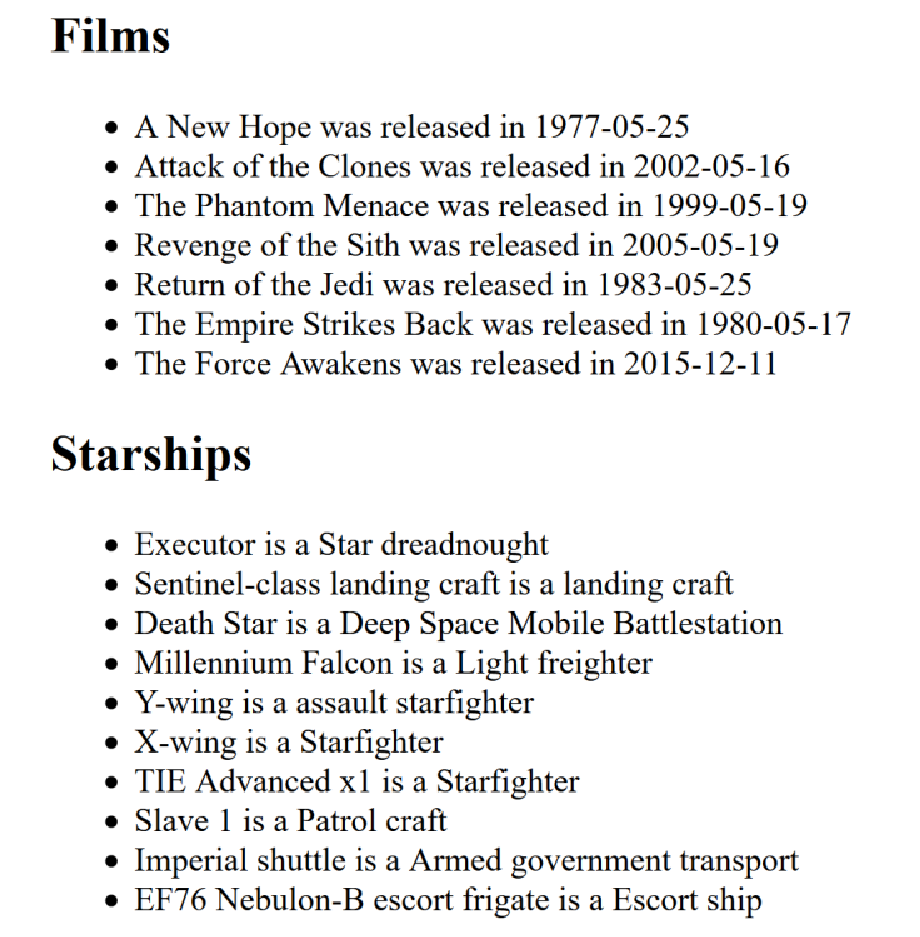 Films
A New Hope was released in 1977-05-25
Attack of the Clones was released in 2002-05-16
The Phantom Menace was released in 1999-05-19
Revenge of the Sith was released in 2005-05-19
Return of the Jedi was released in 1983-05-25
The Empire Strikes Back was released in 1980-05-17
The Force Awakens was released in 2015-12-11
Starships
Executor is a Star dreadnought
Sentinel-class landing craft is a landing craft
Death Star is a Deep Space Mobile Battlestation
Millennium Falcon is a Light freighter
Y-wing is a assault starfighter
X-wing is a Starfighter
TIE Advanced x1 is a Starfighter
Slave 1 is a Patrol craft
Imperial shuttle is a Armed government transport
EF76 Nebulon-B escort frigate is a Escort ship